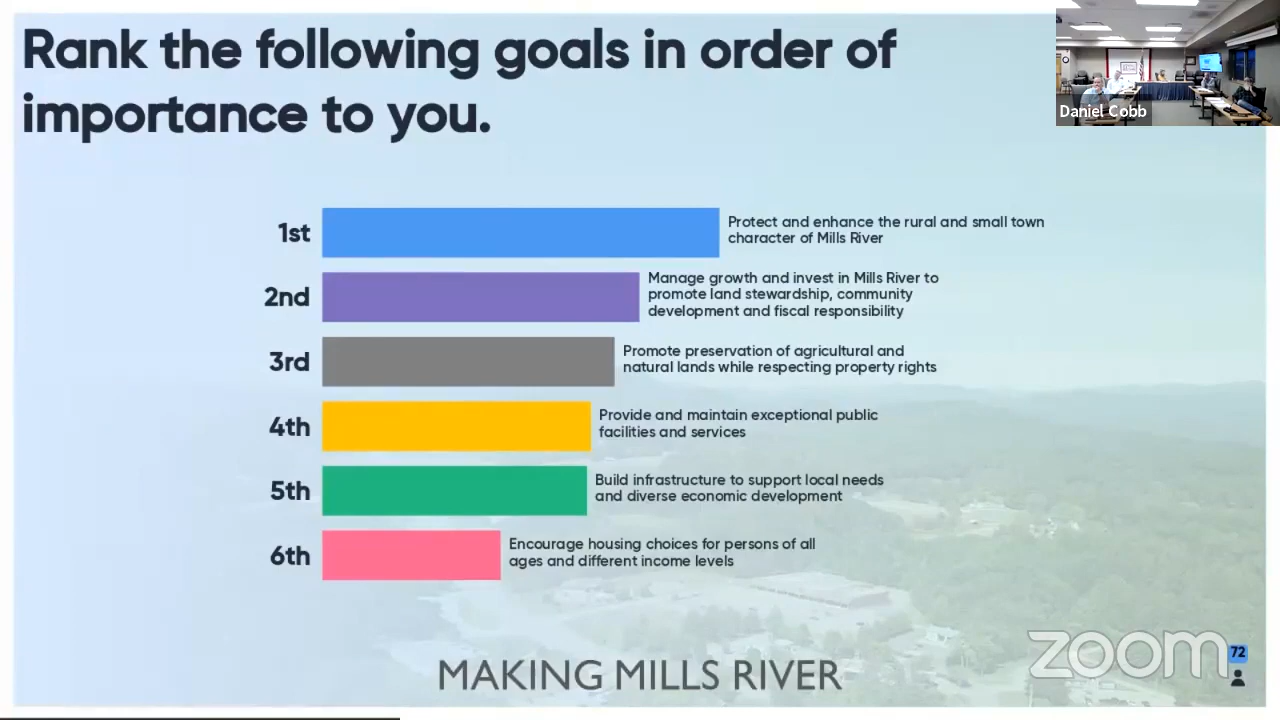 Rank the following goals in order of
importance to you.
Daniel Cobb
1st
Protect and enhance the rural and small town
character of Mills River
2nd
Manage growth and invest in Mills River to
promote land stewardship, community
development and fiscal responsibility
3rd
Promote preservation of agricultural and
natural lands while respecting property rights
4th
Provide and maintain exceptional public
facilities and services
5th
Build infrastructure to support local needs
and diverse economic development
6th
Encourage housing choices for persons of all
ages and different income levels
MAKING MILLS RIVER
zoom
72